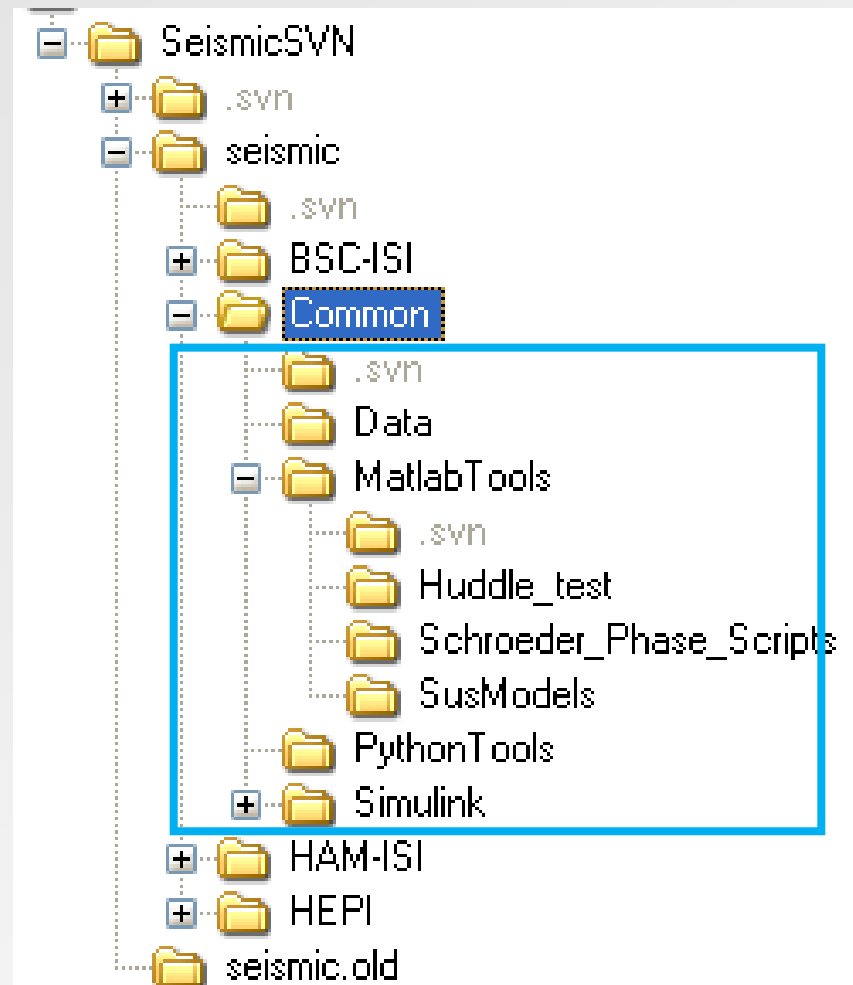 SeismicSVN
.svn
seismic
.svn
BSC-ISI
Common
.svn
Data
MatlabTools
.svn
Huddle_test
Schroeder_Phase_Scripts
SusModels
PythonTools
Simulink
HAM-ISI
HEPI
seismic.old